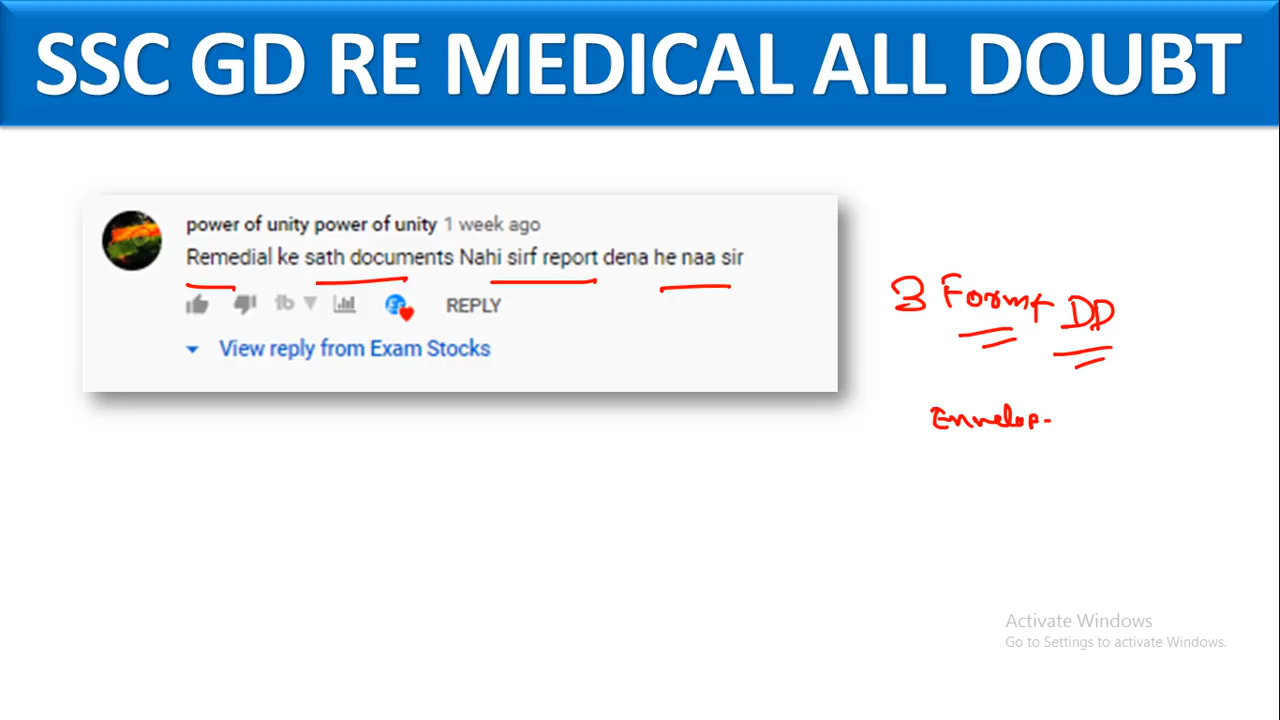 SSC GD RE MEDICAL ALL DOUBT
power of unity power of unity 1 week ago
Remedial ke sath documents Nahi sirf report dena he naa sir
REPLY
View reply from Exam Stocks
3 Form + DD
Envelop.
Activate Windows
Go to Settings to activate Windows.